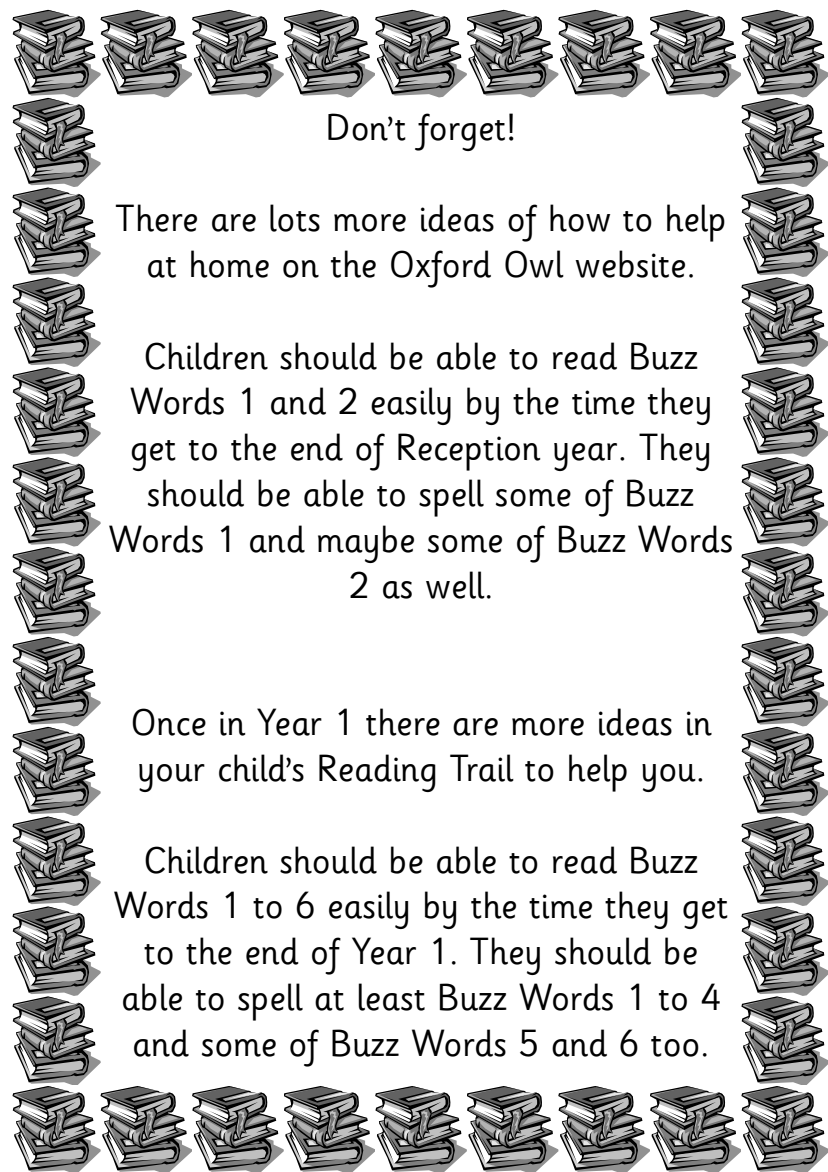 Don't forget!
There are lots more ideas of how to help
at home on the Oxford Owl website.
Children should be able to read Buzz
Words 1 and 2 easily by the time they
get to the end of Reception year. They
should be able to spell some of Buzz
Words 1 and maybe some of Buzz Words
2 as well.
Once in Year 1 there are more ideas in
your child's Reading Trail to help you.
Children should be able to read Buzz
Words 1 to 6 easily by the time they get
to the end of Year 1. They should be
able to spell at least Buzz Words 1 to 4
and some of Buzz Words 5 and 6 too.